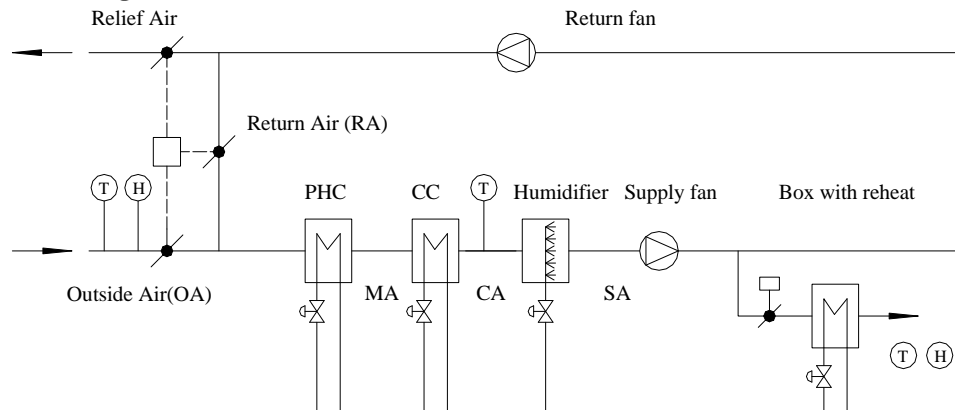 Relief Air
Return fan
Return Air (RA)
T
H
PHC
CC
T
Humidifier
Supply fan
Box with reheat
Outside Air(OA)
MA
CA
SA
T
H